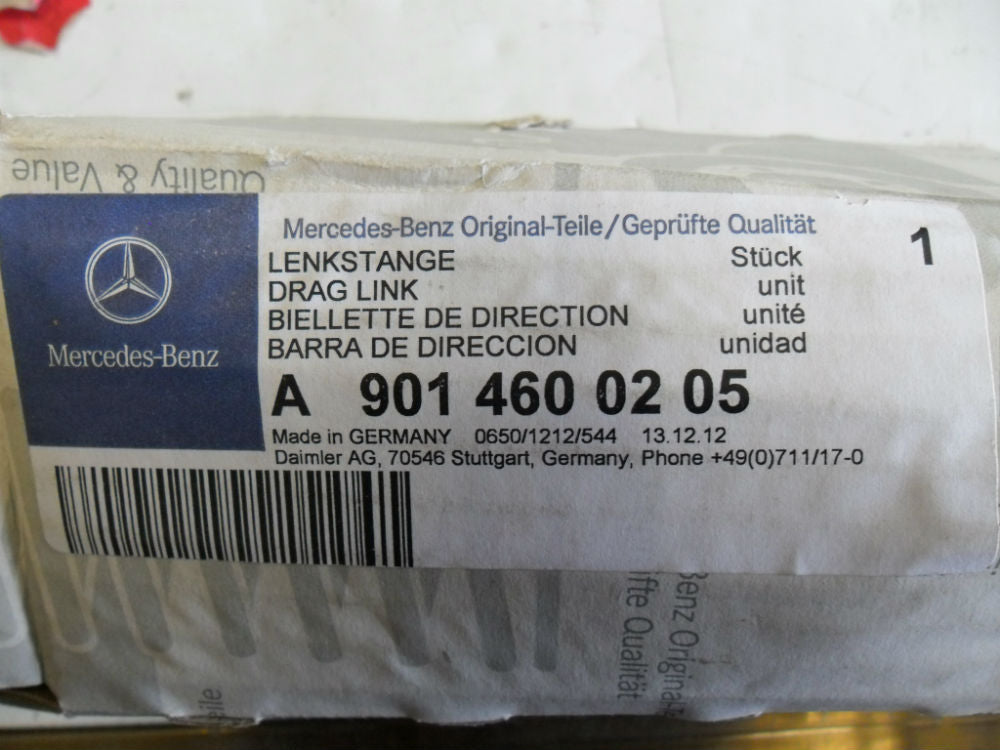 Quality & Value
Mercedes-Benz
Mercedes-Benz Original-Teile/Geprüfte Qualität
1
LENKSTANGE Stück
DRAG LINK unit
BIELLETTE DE DIRECTION unité
BARRA DE DIRECCION unidad
A 901 460 02 05
Made in GERMANY 0650/1212/544 13.12.12
Daimler AG, 70546 Stuttgart, Germany, Phone +49(0)711/17-0
Benz Original-
Qualität